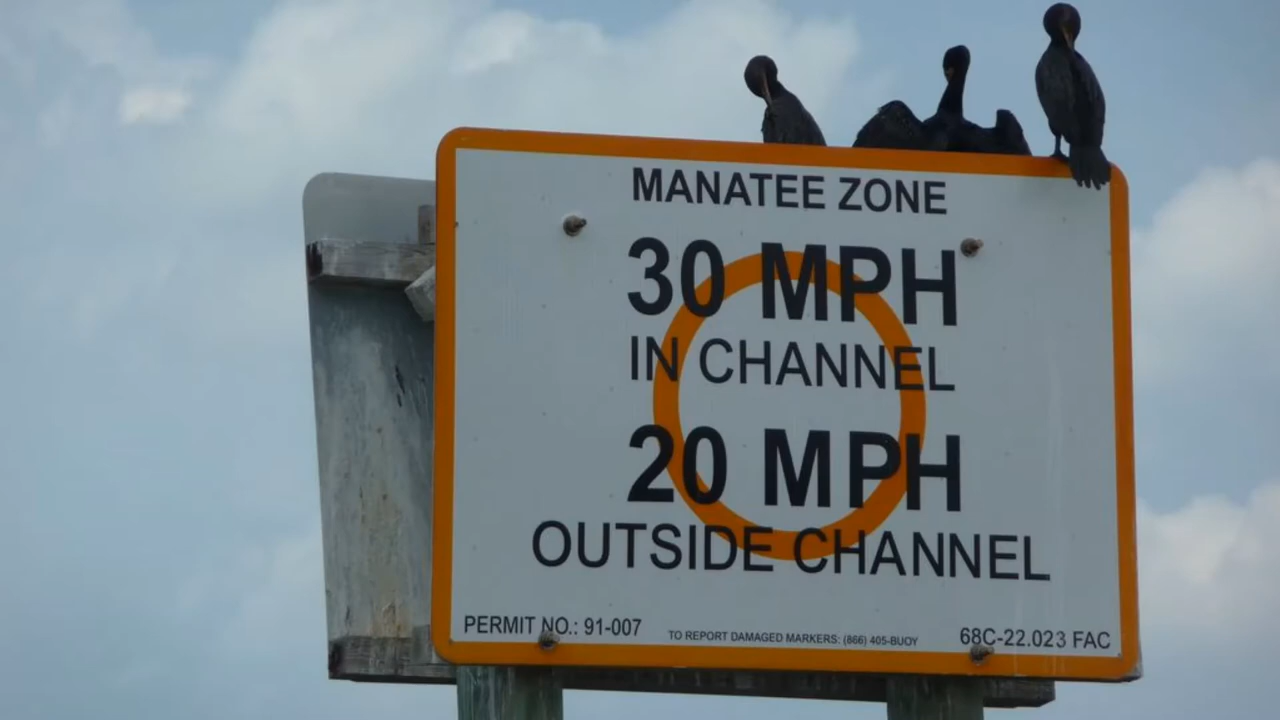 MANATEE ZONE
30 MPH
IN CHANNEL
20 MPH
OUTSIDE CHANNEL
PERMIT NO.: 91-007
TO REPORT DAMAGED MARKERS: (866) 405-BUOY
68C-22.023 FAC